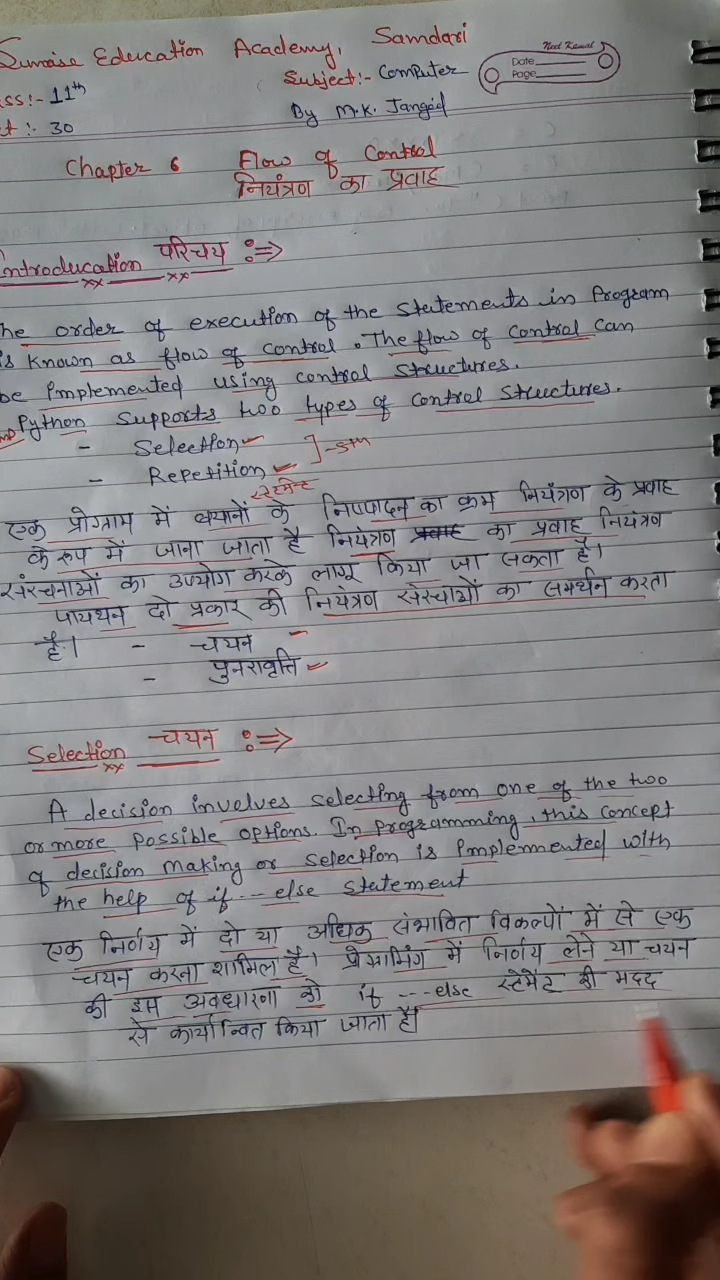 Sunrise Education Academy, Samdari
Neel Kamal
Date
Page
ss:- 11th
Subject:- Computer
t :- 30
By M.K. Jangid
Chapter 6 Flow of Control
नियंत्रण का प्रवाह
Introducation परिचय :⇒
The order of execution of the statements in Program
is known as flow of control. The flow of control can
be implemented using control structures.
Python supports two types of control structures.
- Selection
- Repetition
स्टेमेन्ट
एक प्रोग्राम में बयानों के निष्पादन का क्रम नियंत्रण के प्रवाह
के रूप में जाना जाता है नियंत्रण प्रवाह का प्रवाह नियंत्रण
संरचनाओं का उपयोग करके लागू किया जा सकता है।
पायथन दो प्रकार की नियंत्रण संस्थायों का समर्थन करता
है। - चयन
- पुनरावृत्ति
Selection चयन :⇒
A decision involves selecting from one of the two
or more possible options. In programming, this concept
of decision making or selection is implemented with
the help of if --- else statement
एक निर्णय में दो या अधिक संभावित विकल्पों में से एक
चयन करना शामिल है। प्रोग्रामिंग में निर्णय लेने या चयन
की इस अवधारणा को if --- else स्टेमेंट की मदद
से कार्यान्वित किया जाता है।